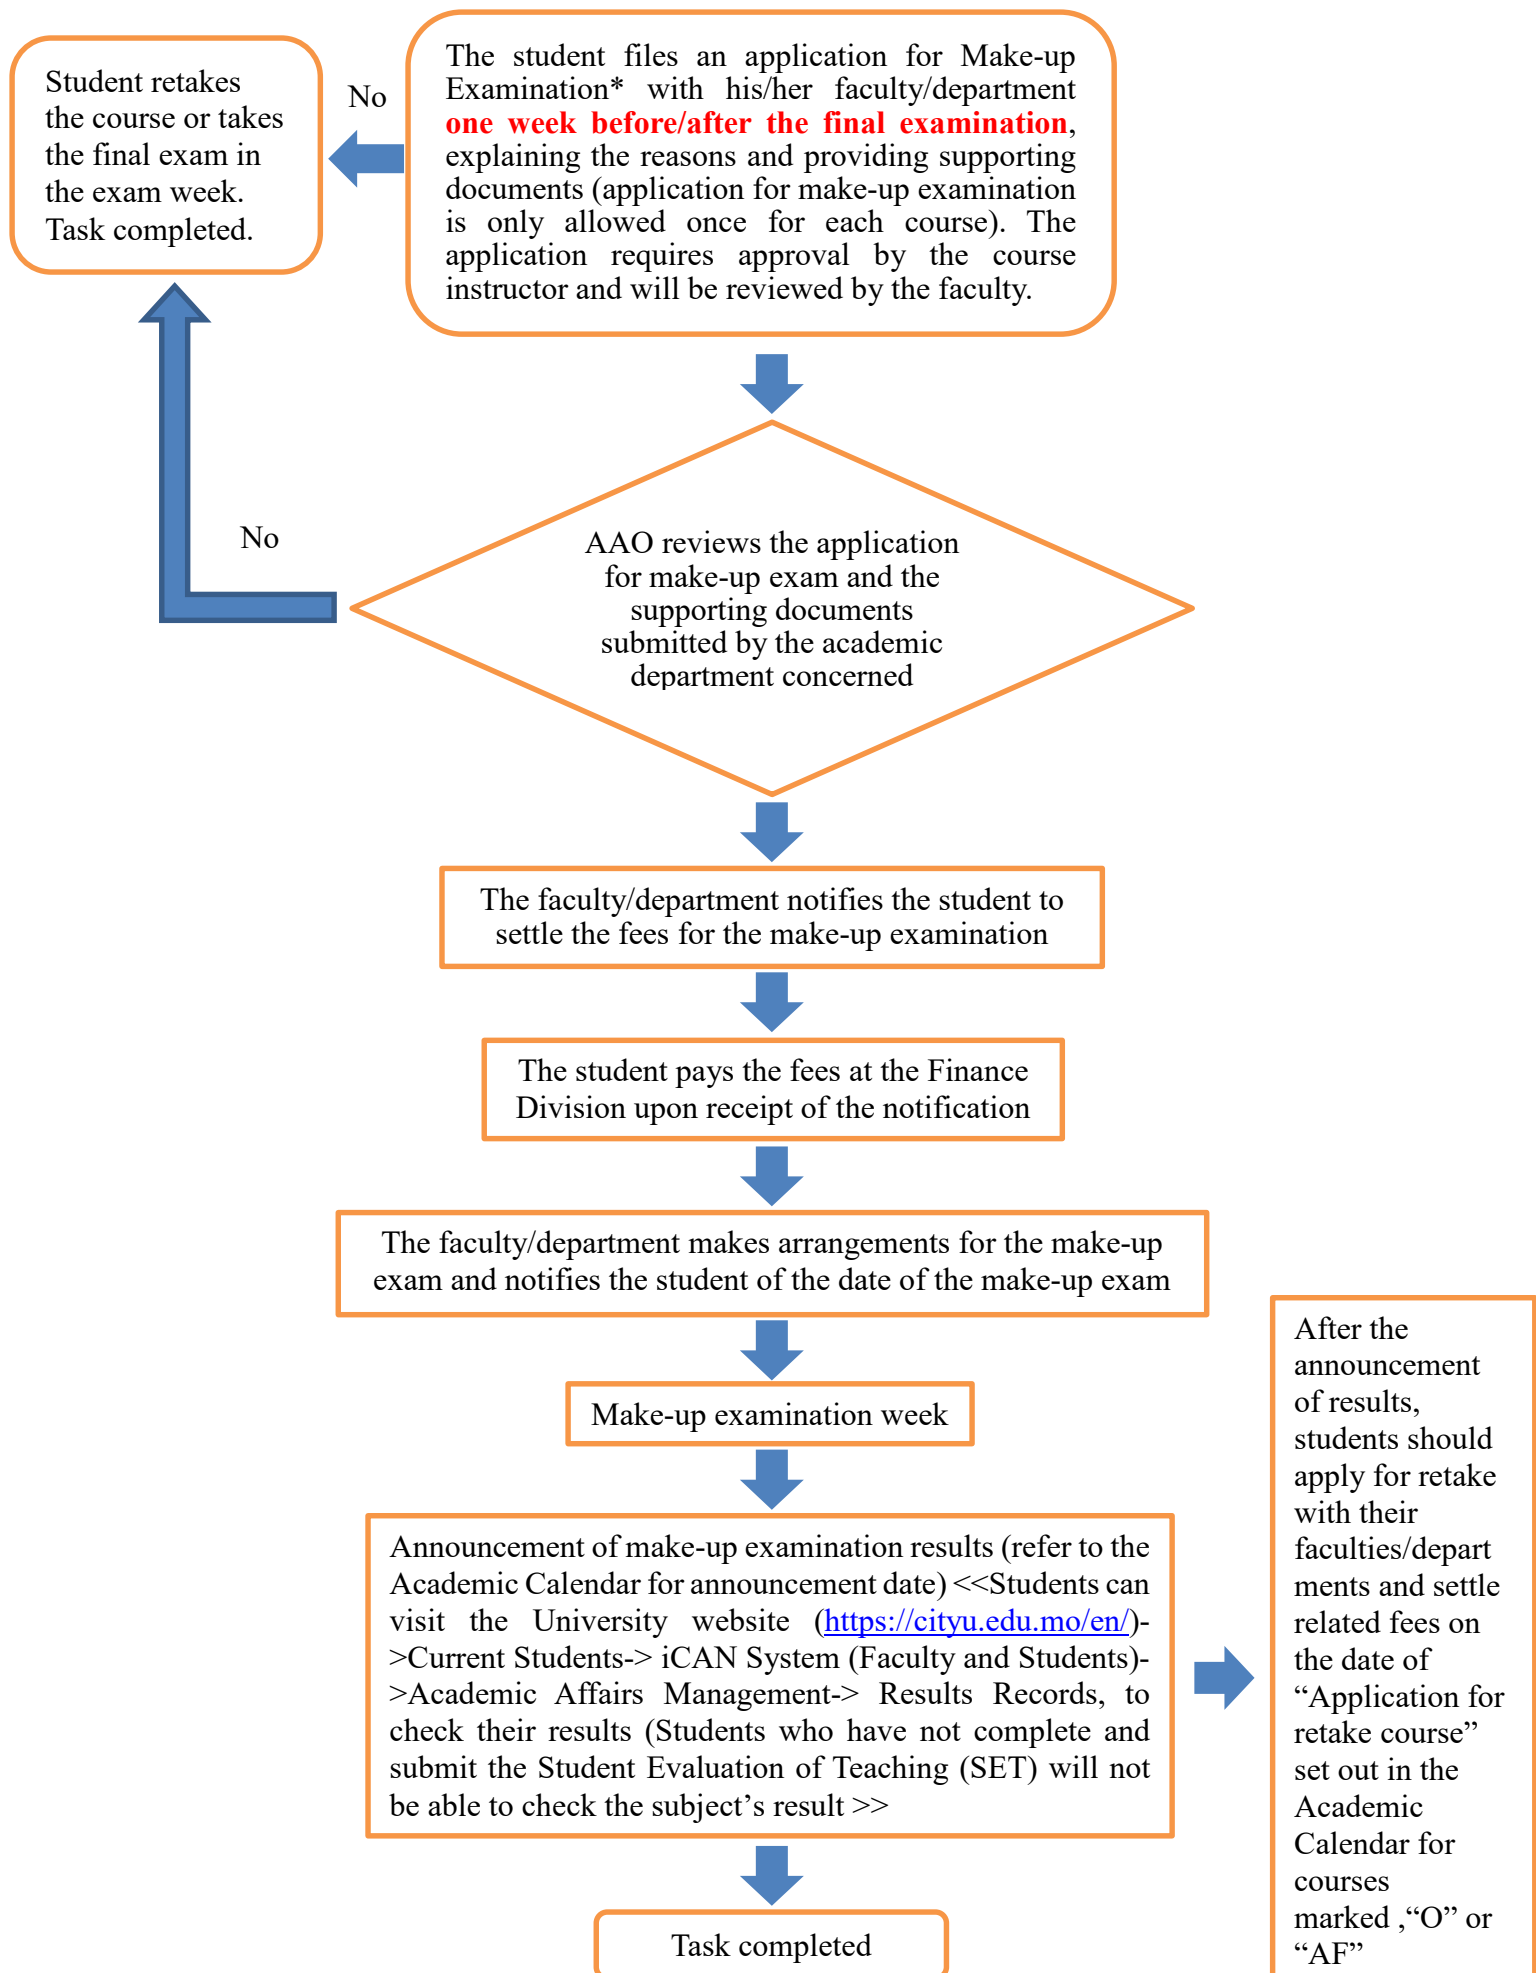 Student retakes
the course or takes
the final exam in
the exam week.
Task completed.
No
The student files an application for Make-up
Examination* with his/her faculty/department
one week before/after the final examination,
explaining the reasons and providing supporting
documents (application for make-up examination
is only allowed once for each course). The
application requires approval by the course
instructor and will be reviewed by the faculty.
No
AAO reviews the application
for make-up exam and the
supporting documents
submitted by the academic
department concerned
The faculty/department notifies the student to
settle the fees for the make-up examination
The student pays the fees at the Finance
Division upon receipt of the notification
The faculty/department makes arrangements for the make-up
exam and notifies the student of the date of the make-up exam
Make-up examination week
Announcement of make-up examination results (refer to the
Academic Calendar for announcement date) <<Students can
visit the University website (https://cityu.edu.mo/en/)-
>Current Students-> iCAN System (Faculty and Students)-
>Academic Affairs Management-> Results Records, to
check their results (Students who have not complete and
submit the Student Evaluation of Teaching (SET) will not
be able to check the subject’s result >>
After the
announcement
of results,
students should
apply for retake
with their
faculties/depart
ments and settle
related fees on
the date of
“Application for
retake course”
set out in the
Academic
Calendar for
courses
marked ,“O” or
“AF”
Task completed